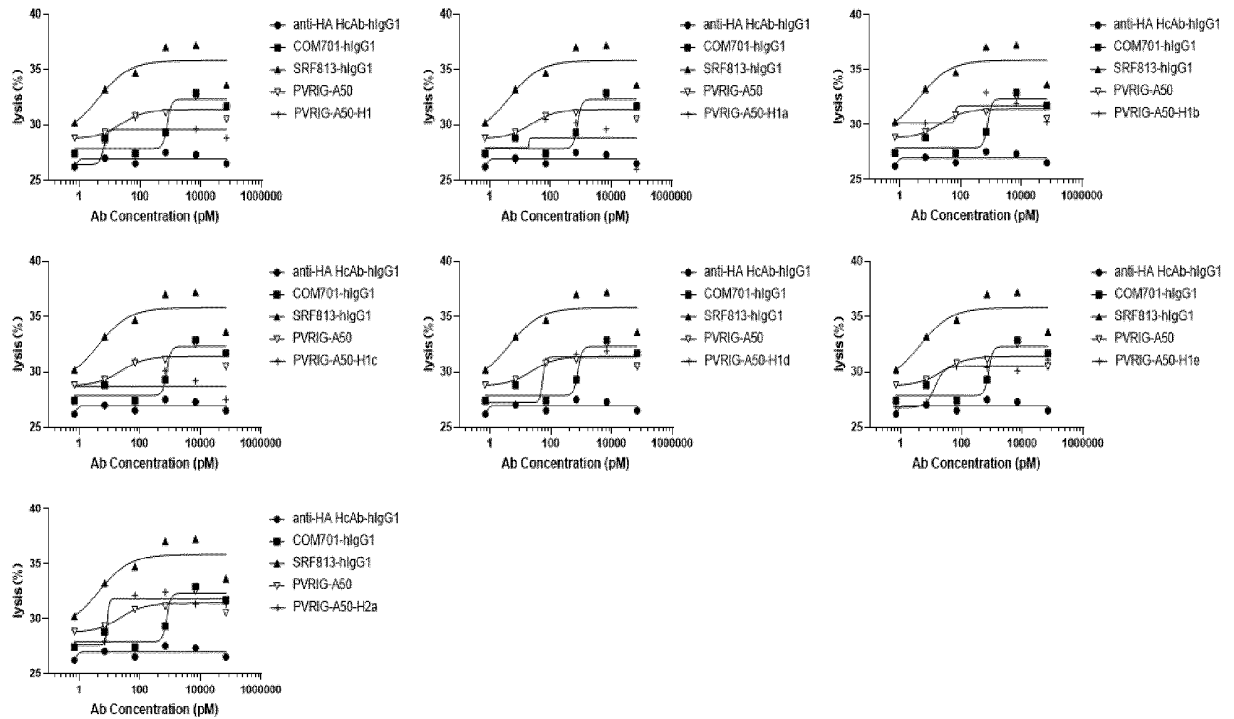 40
35
30
25
lysis (%)
1
100
10000
1000000
Ab Concentration (pM)
anti-HA HcAb-hIgG1
COM701-hIgG1
SRF813-hIgG1
PVRIG-A50
PVRIG-A50-H1
40
35
30
25
lysis (%)
1
100
10000
1000000
Ab Concentration (pM)
anti-HA HcAb-hIgG1
COM701-hIgG1
SRF813-hIgG1
PVRIG-A50
PVRIG-A50-H1a
40
35
30
25
lysis (%)
1
100
10000
1000000
Ab Concentration (pM)
anti-HA HcAb-hIgG1
COM701-hIgG1
SRF813-hIgG1
PVRIG-A50
PVRIG-A50-H1b
40
35
30
25
lysis (%)
1
100
10000
1000000
Ab Concentration (pM)
anti-HA HcAb-hIgG1
COM701-hIgG1
SRF813-hIgG1
PVRIG-A50
PVRIG-A50-H1c
40
35
30
25
lysis (%)
1
100
10000
1000000
Ab Concentration (pM)
anti-HA HcAb-hIgG1
COM701-hIgG1
SRF813-hIgG1
PVRIG-A50
PVRIG-A50-H1d
40
35
30
25
lysis (%)
1
100
10000
1000000
Ab Concentration (pM)
anti-HA HcAb-hIgG1
COM701-hIgG1
SRF813-hIgG1
PVRIG-A50
PVRIG-A50-H1e
40
35
30
25
lysis (%)
1
100
10000
1000000
Ab Concentration (pM)
anti-HA HcAb-hIgG1
COM701-hIgG1
SRF813-hIgG1
PVRIG-A50
PVRIG-A50-H2a